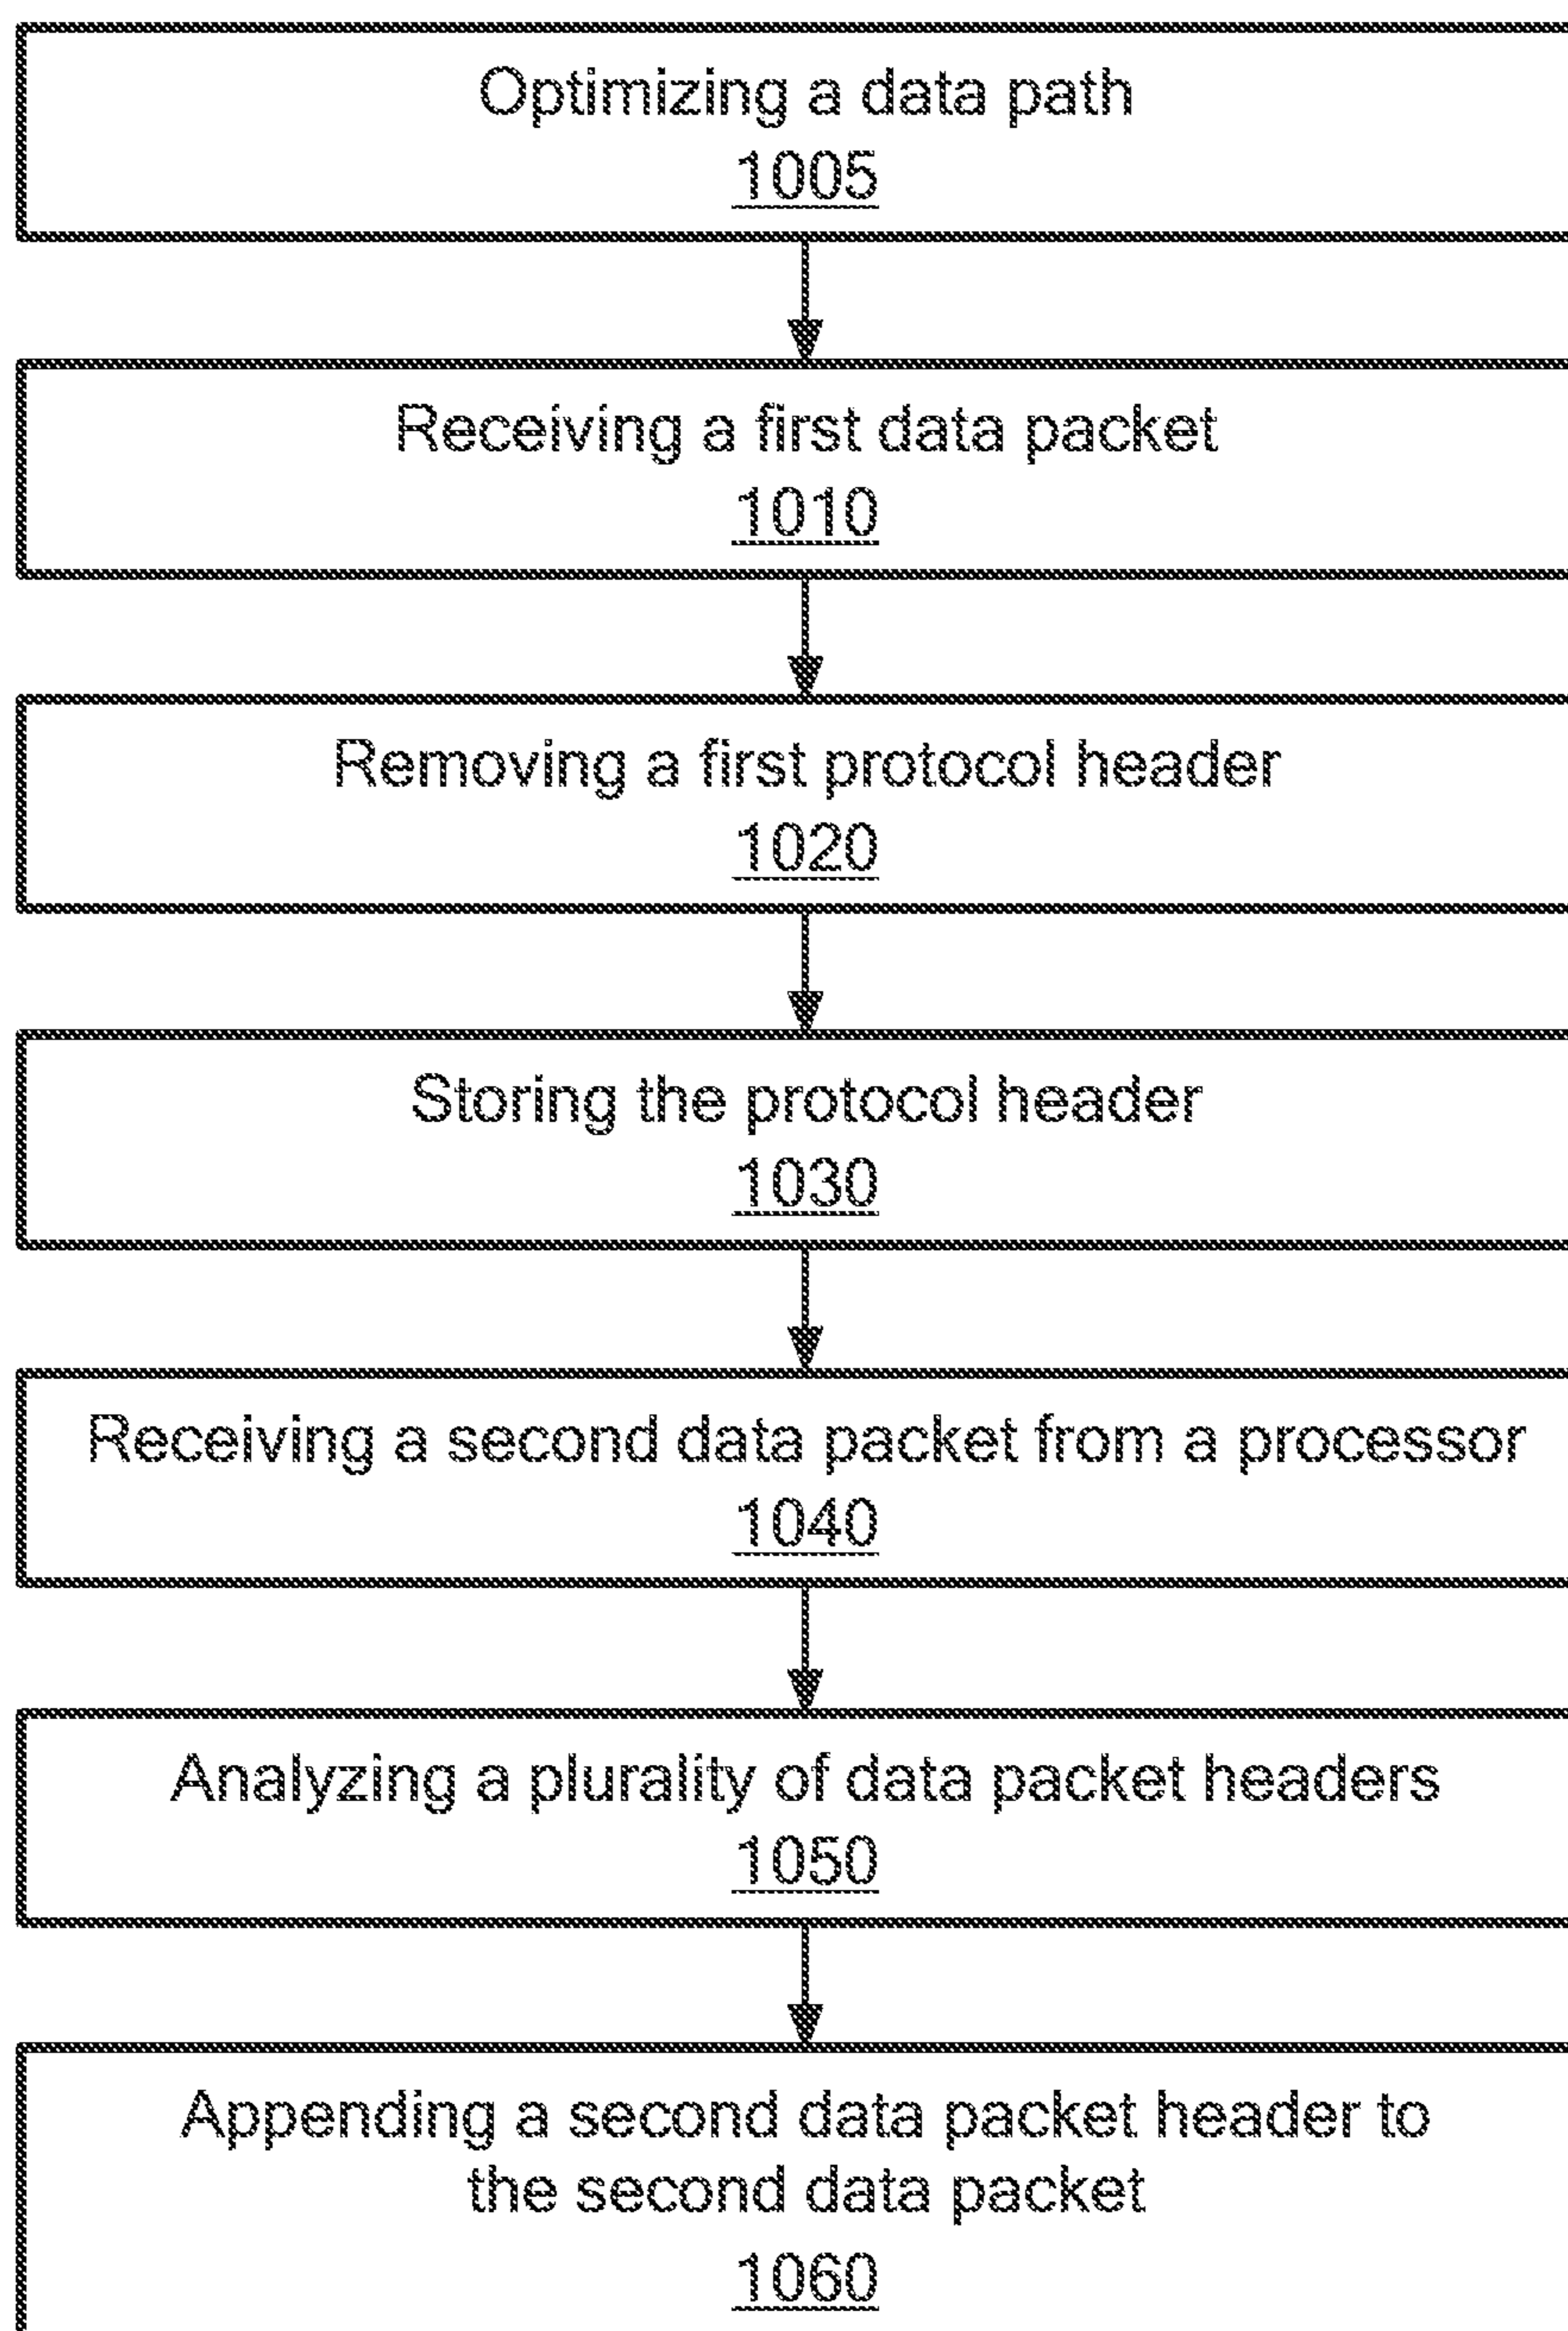 Optimizing a data path
1005
Receiving a first data packet
1010
Removing a first protocol header
1020
Storing the protocol header
1030
Receiving a second data packet from a processor
1040
Analyzing a plurality of data packet headers
1050
Appending a second data packet header to
the second data packet
1060